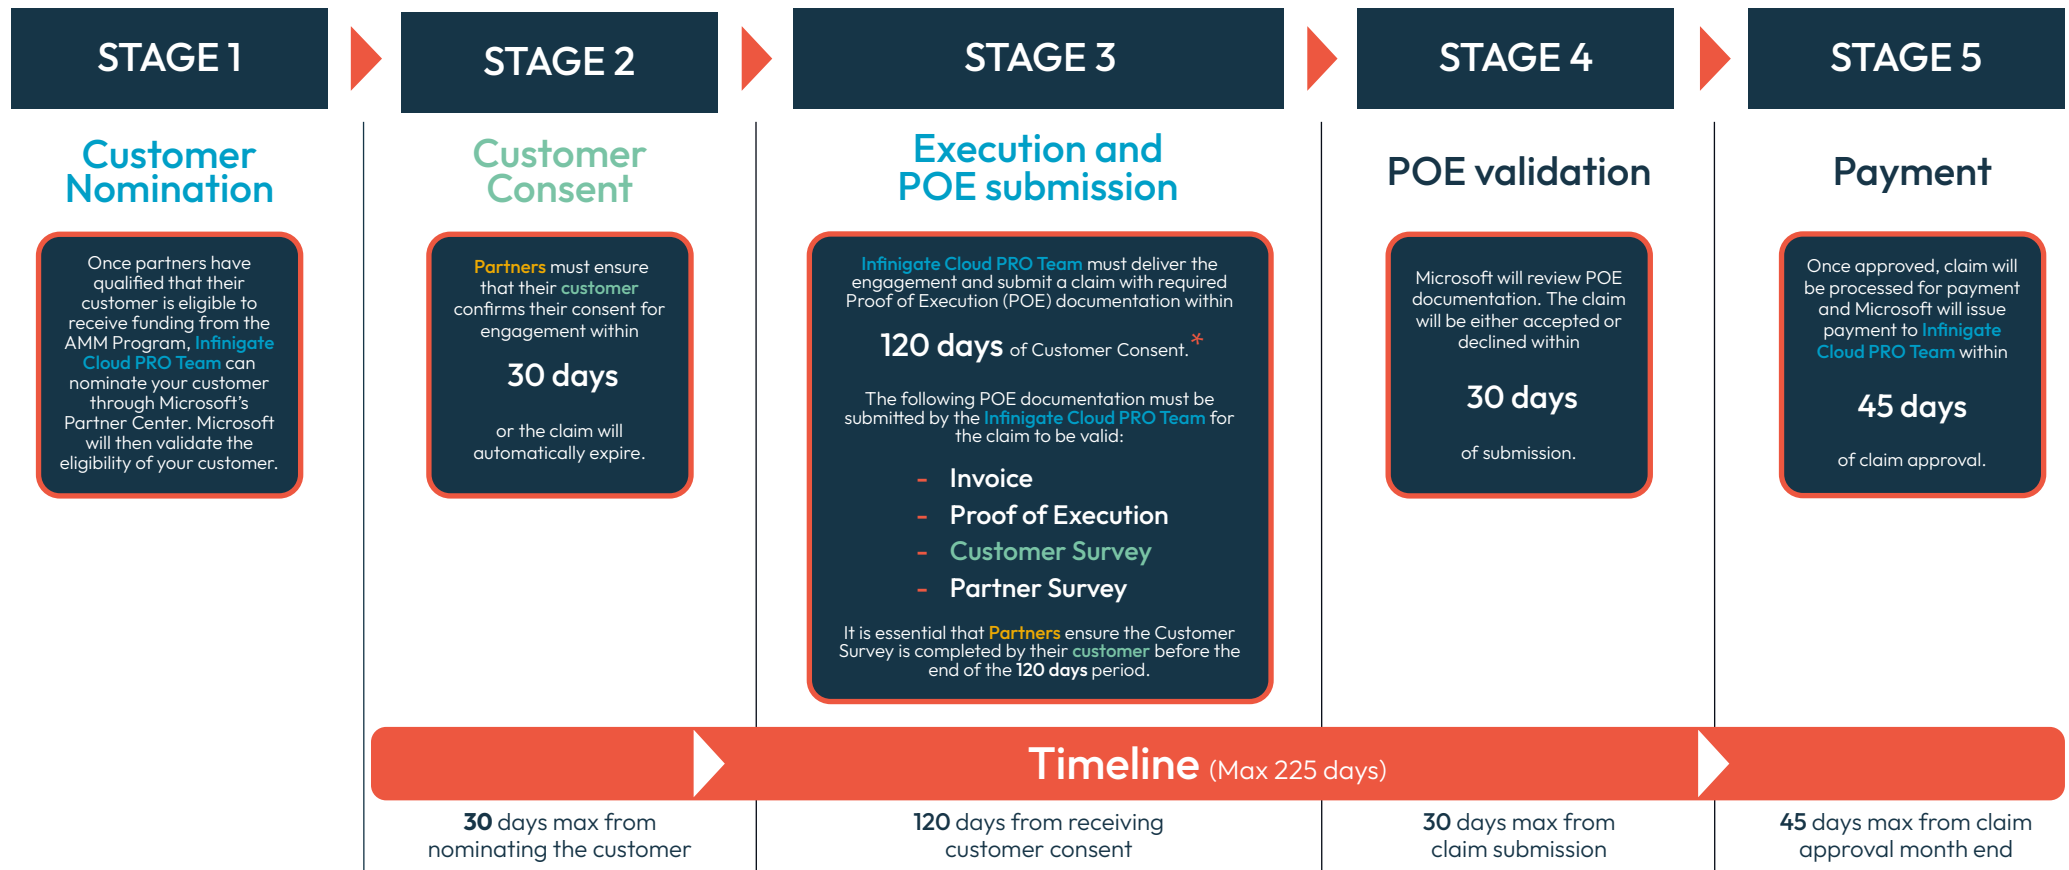 STAGE 1
STAGE 2
STAGE 3
STAGE 4
STAGE 5
Customer
Nomination
Once partners have
qualified that their
customer is eligible to
receive funding from the
AMM Program, Infinigate
Cloud PRO Team can
nominate your customer
through Microsoft's
Partner Center. Microsoft
will then validate the
eligibility of your customer.
Customer
Consent
Partners must ensure
that their customer
confirms their consent for
engagement within
30 days
or the claim will
automatically expire.
Execution and
POE submission
Infinigate Cloud PRO Team must deliver the
engagement and submit a claim with required
Proof of Execution (POE) documentation within
120 days of Customer Consent.*
The following POE documentation must be
submitted by the Infinigate Cloud PRO Team for
the claim to be valid:
- Invoice
- Proof of Execution
- Customer Survey
- Partner Survey
It is essential that Partners ensure the Customer
Survey is completed by their customer before the
end of the 120 days period.
POE validation
Microsoft will review POE
documentation. The claim
will be either accepted or
declined within
30 days
of submission.
Payment
Once approved, claim will
be processed for payment
and Microsoft will issue
payment to Infinigate
Cloud PRO Team within
45 days
of claim approval.
Timeline (Max 225 days)
30 days max from
nominating the customer
120 days from receiving
customer consent
30 days max from
claim submission
45 days max from claim
approval month end